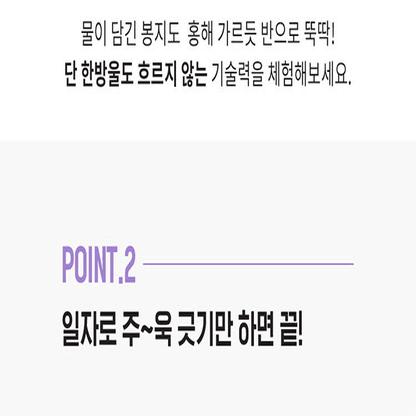 물이 담긴 봉지도 홍해 가르듯 반으로 뚝딱!
단 한방울도 흐르지 않는 기술력을 체험해보세요.
POINT.2
일자로 주~욱 긋기만 하면 끝!